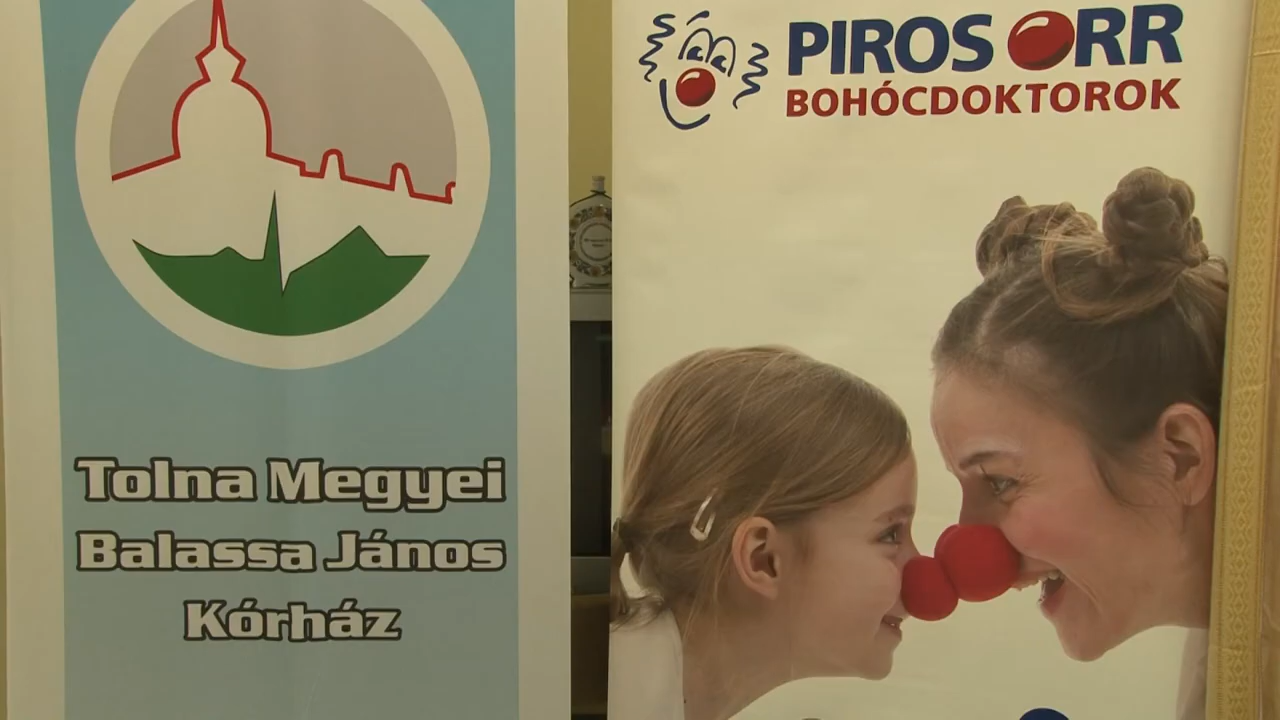 Tolna Megyei
Balassa János
Kórház
PIROS ORR
BOHÓCDOKTOROK